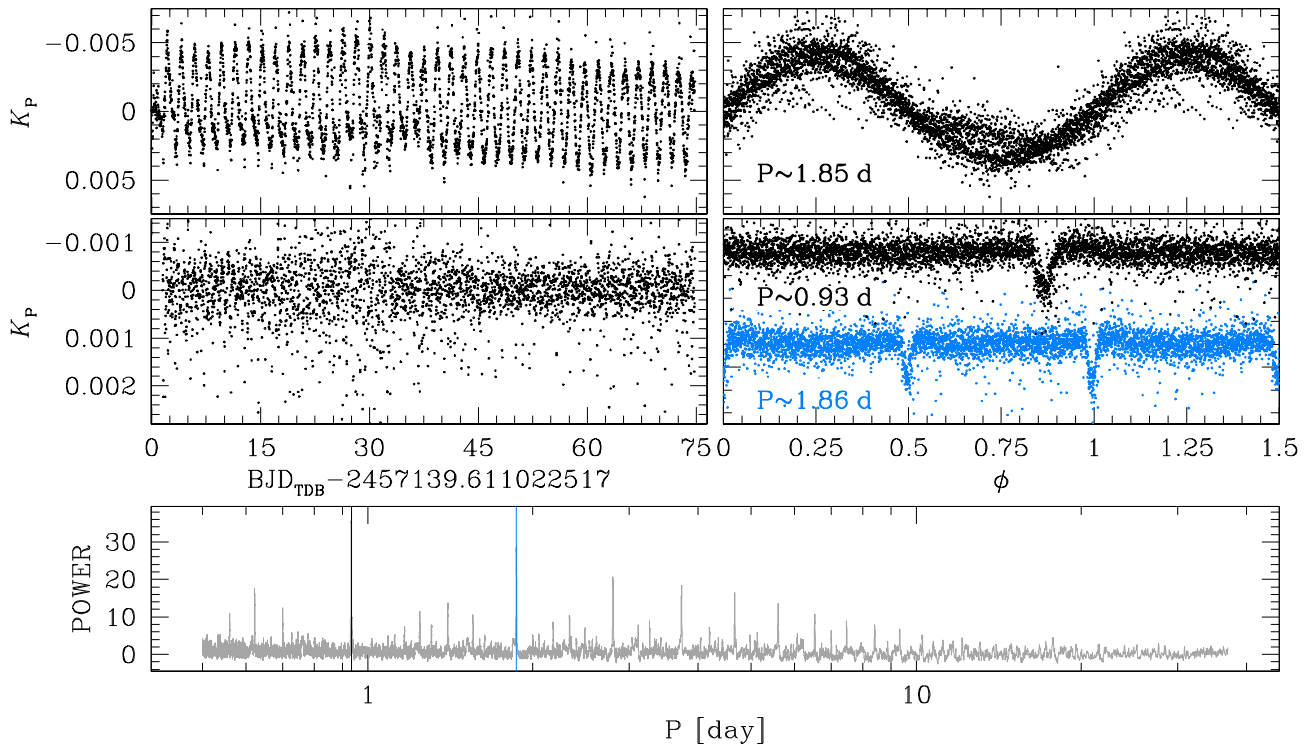 −0.005
0
0.005
K_P
P~1.85 d
−0.001
0
0.001
0.002
K_P
P~0.93 d
P~1.86 d
0 15 30 45 60 75
0 0.25 0.5 0.75 1 1.25 1.5
BJD_TDB−2457139.611022517
ϕ
30
20
10
0
POWER
1 10
P [day]